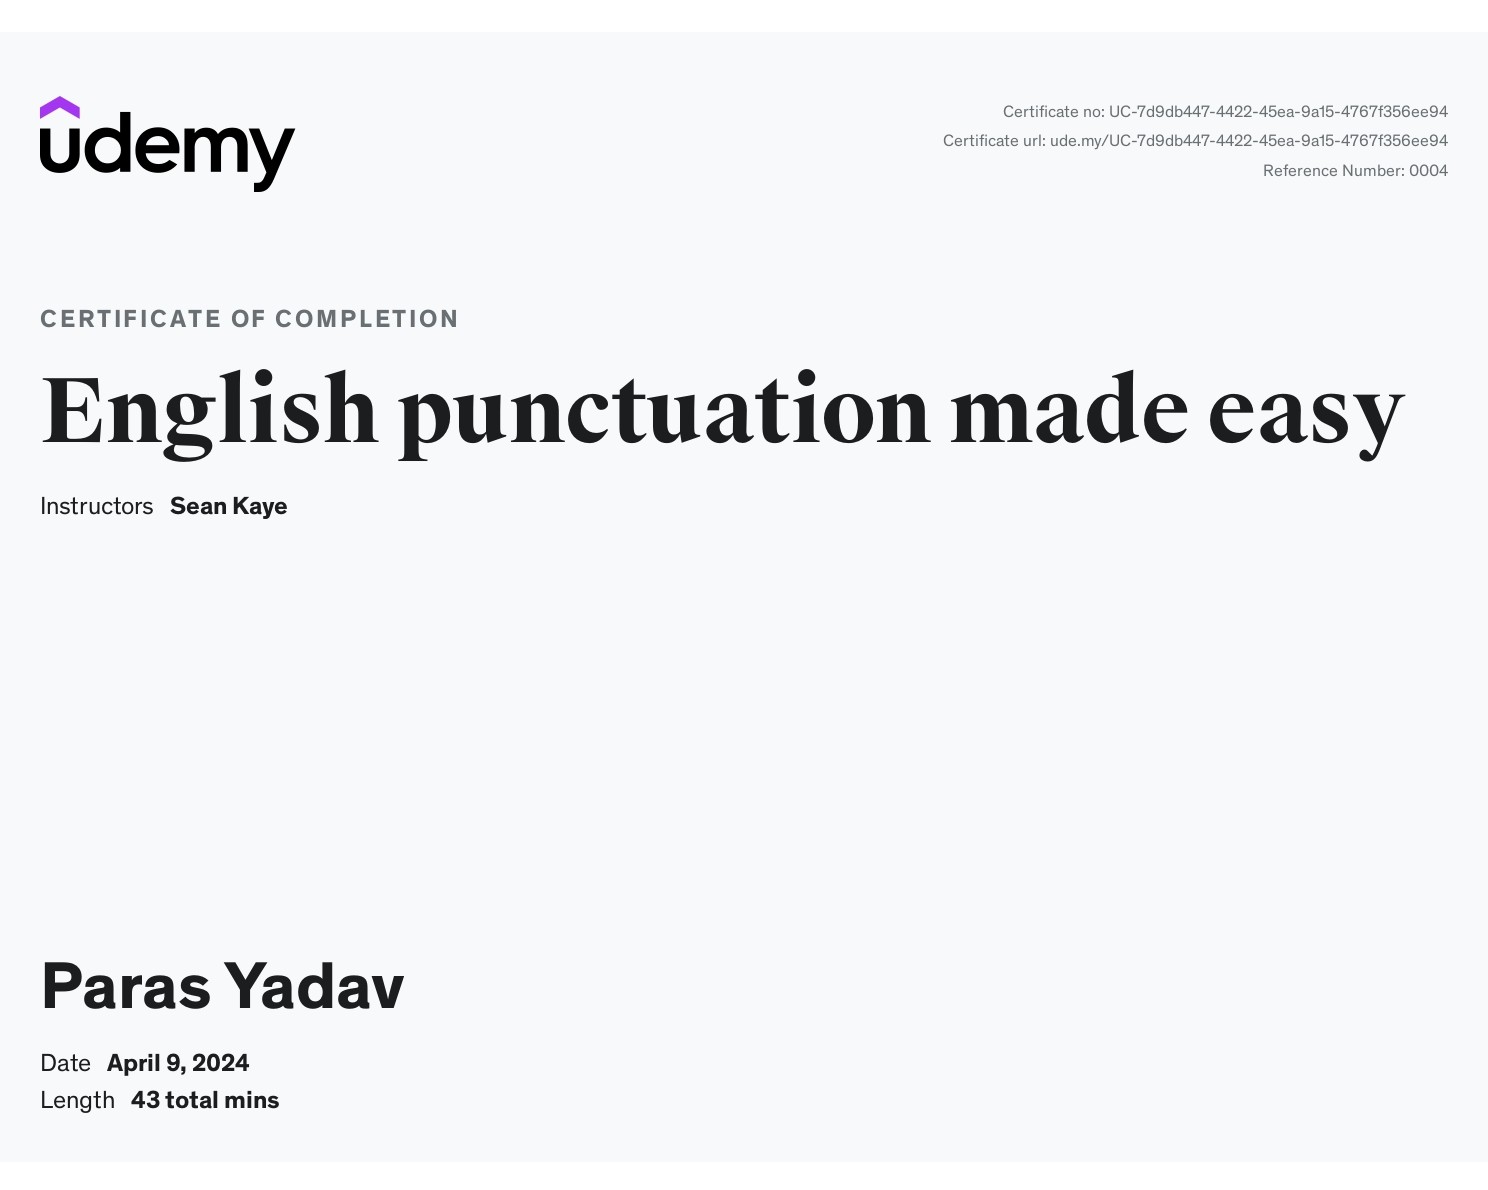 udemy
Certificate no: UC-7d9db447-4422-45ea-9a15-4767f356ee94
Certificate url: ude.my/UC-7d9db447-4422-45ea-9a15-4767f356ee94
Reference Number: 0004
CERTIFICATE OF COMPLETION
English punctuation made easy
Instructors Sean Kaye
Paras Yadav
Date April 9, 2024
Length 43 total mins